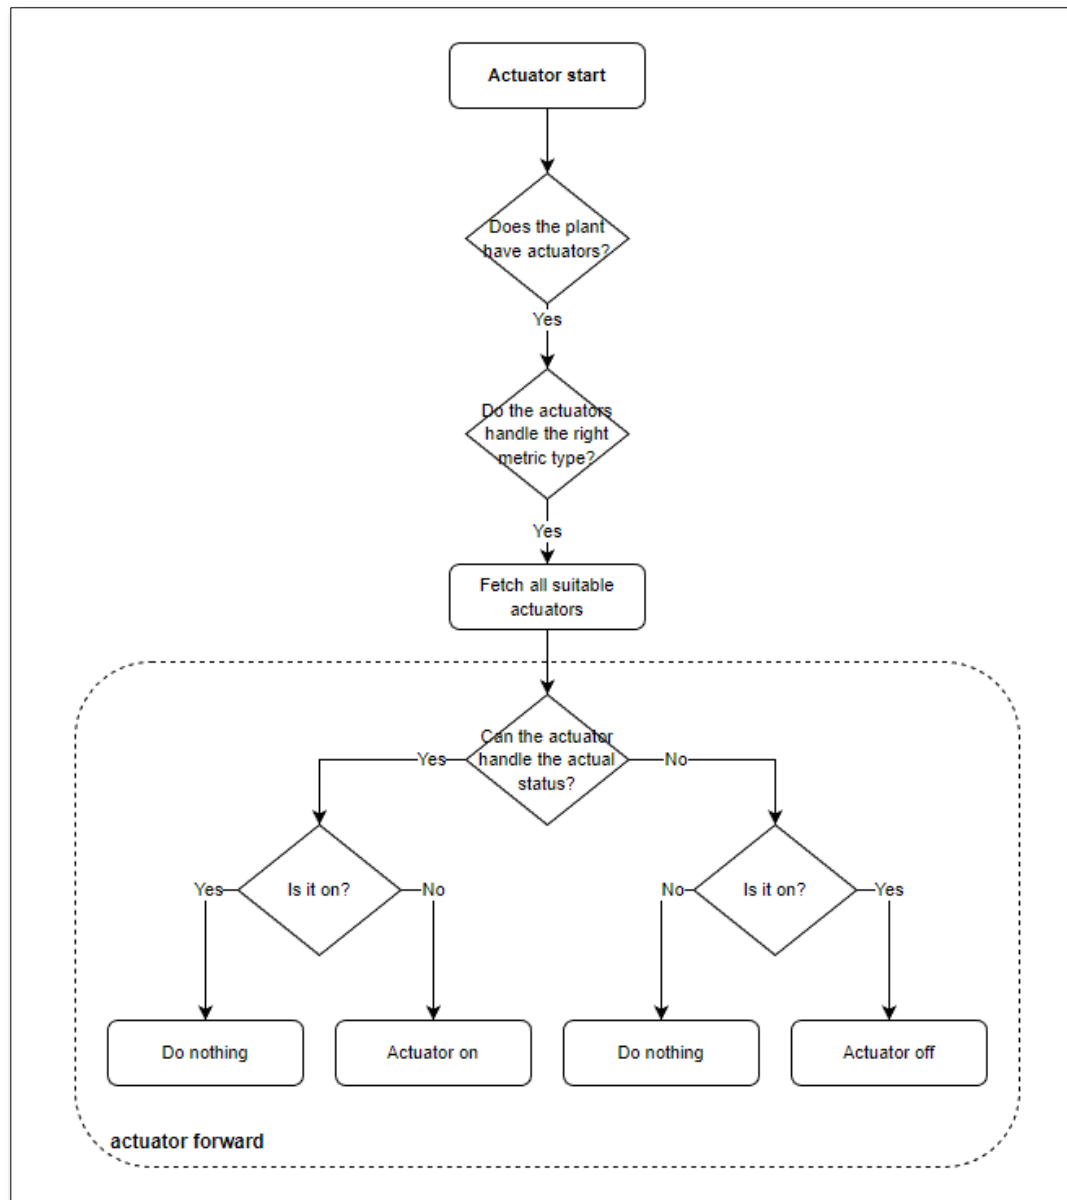 Actuator start
Does the plant
have actuators?
Yes
Do the actuators
handle the right
metric type?
Yes
Fetch all suitable
actuators
Can the actuator
handle the actual
status?
Yes
No
Is it on?
Yes
No
Is it on?
No
Yes
Do nothing
Actuator on
Do nothing
Actuator off
actuator forward